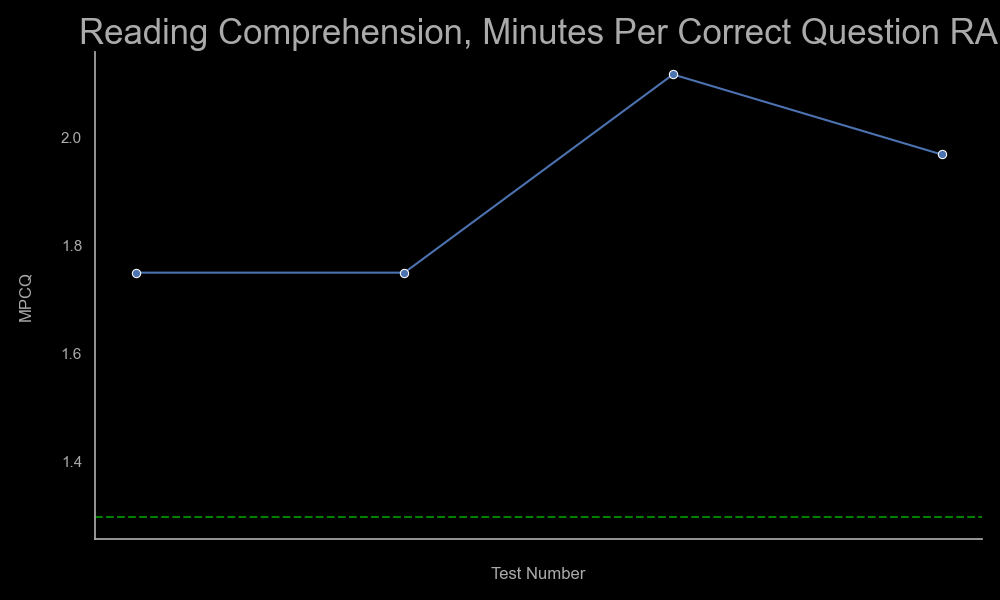 Reading Comprehension, Minutes Per Correct Question RA
2.0
1.8
1.6
1.4
MPCQ
Test Number